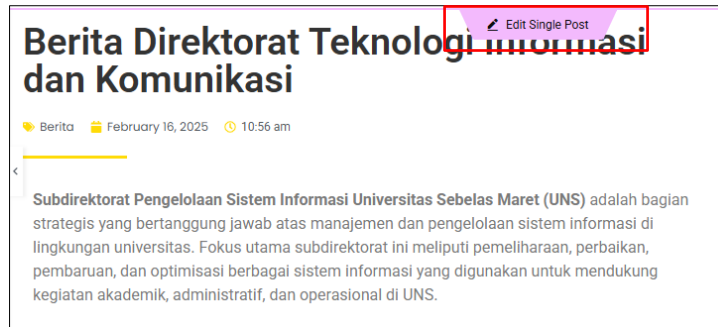 Edit Single Post
Berita Direktorat Teknologi Informasi
dan Komunikasi
Berita February 16, 2025 10:56 am
Subdirektorat Pengelolaan Sistem Informasi Universitas Sebelas Maret (UNS) adalah bagian
strategis yang bertanggung jawab atas manajemen dan pengelolaan sistem informasi di
lingkungan universitas. Fokus utama subdirektorat ini meliputi pemeliharaan, perbaikan,
pembaruan, dan optimisasi berbagai sistem informasi yang digunakan untuk mendukung
kegiatan akademik, administratif, dan operasional di UNS.